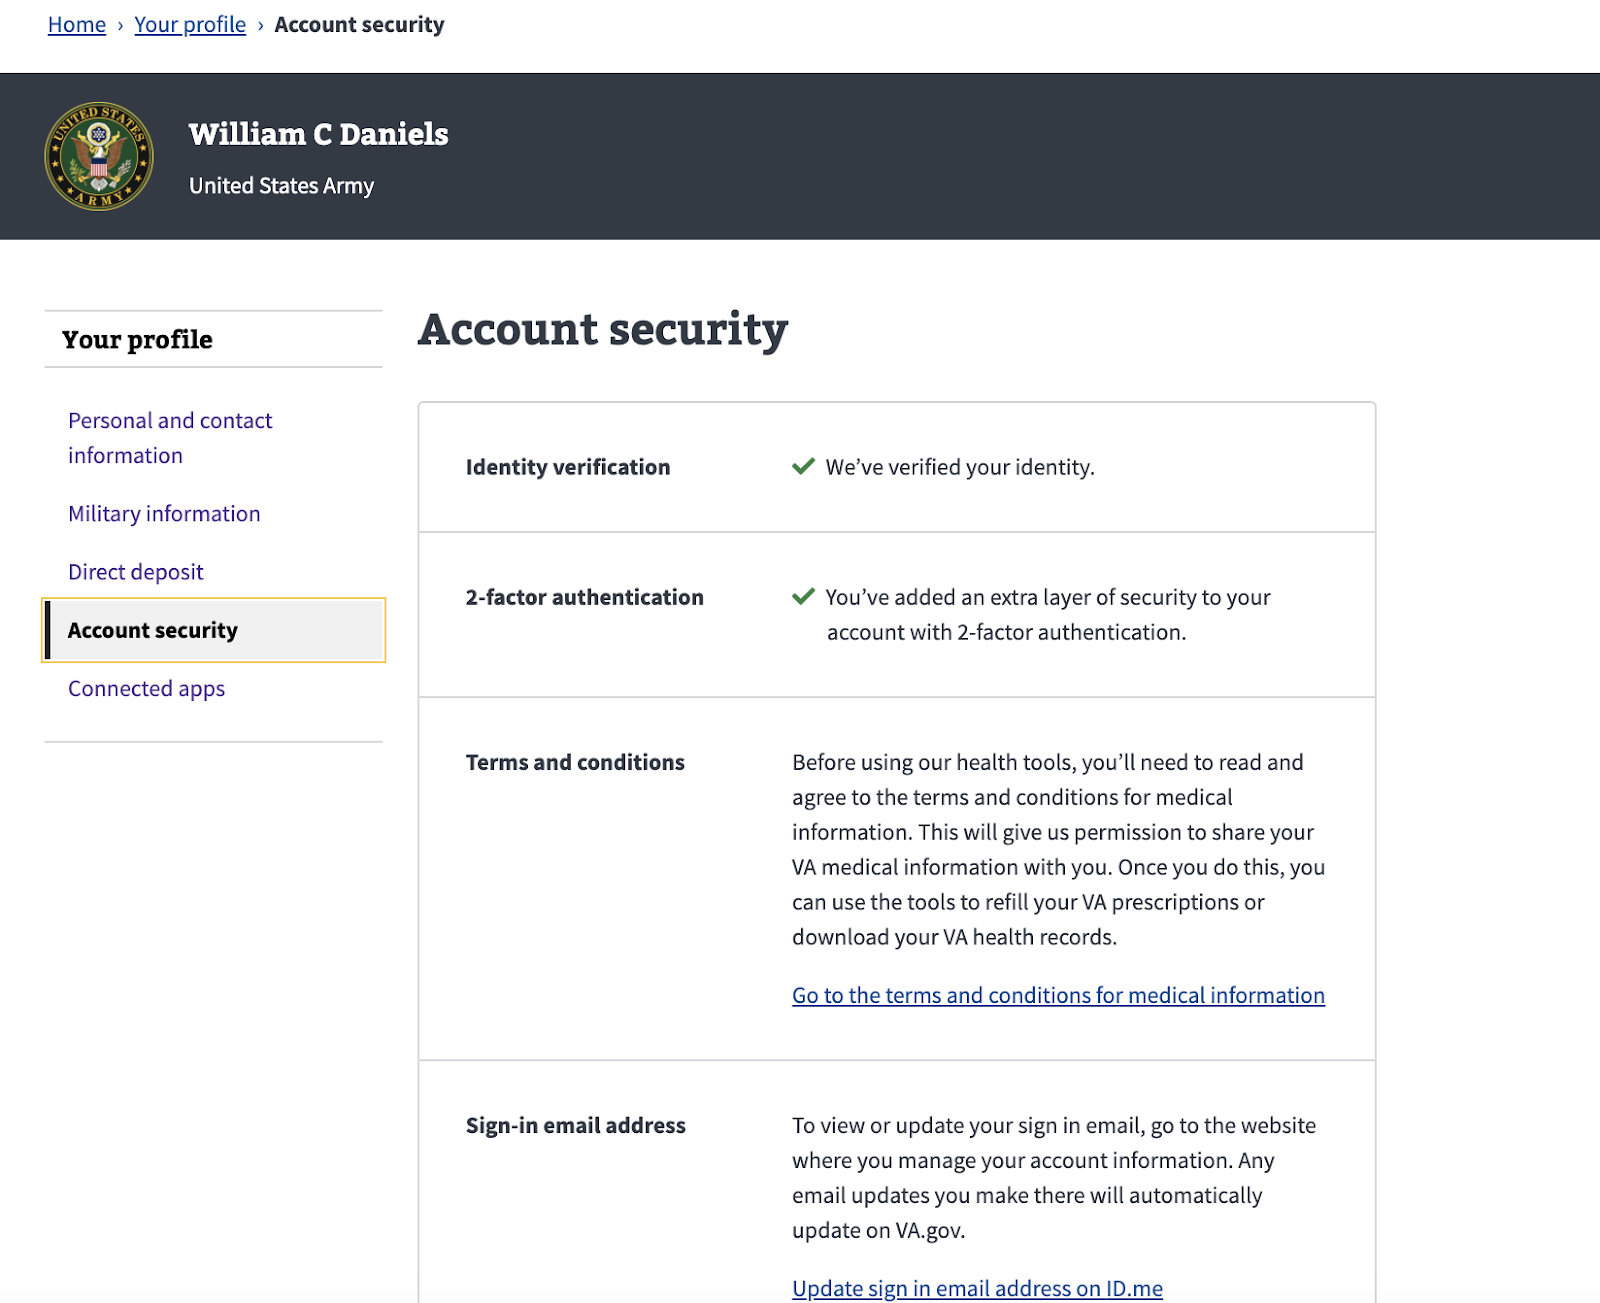 Home › Your profile › Account security
UNITED STATES
ARMY
William C Daniels
United States Army
Your profile
Personal and contact
information
Military information
Direct deposit
Account security
Connected apps
Account security
Identity verification
We’ve verified your identity.
2-factor authentication
You’ve added an extra layer of security to your
account with 2-factor authentication.
Terms and conditions
Before using our health tools, you’ll need to read and
agree to the terms and conditions for medical
information. This will give us permission to share your
VA medical information with you. Once you do this, you
can use the tools to refill your VA prescriptions or
download your VA health records.
Go to the terms and conditions for medical information
Sign-in email address
To view or update your sign in email, go to the website
where you manage your account information. Any
email updates you make there will automatically
update on VA.gov.
Update sign in email address on ID.me